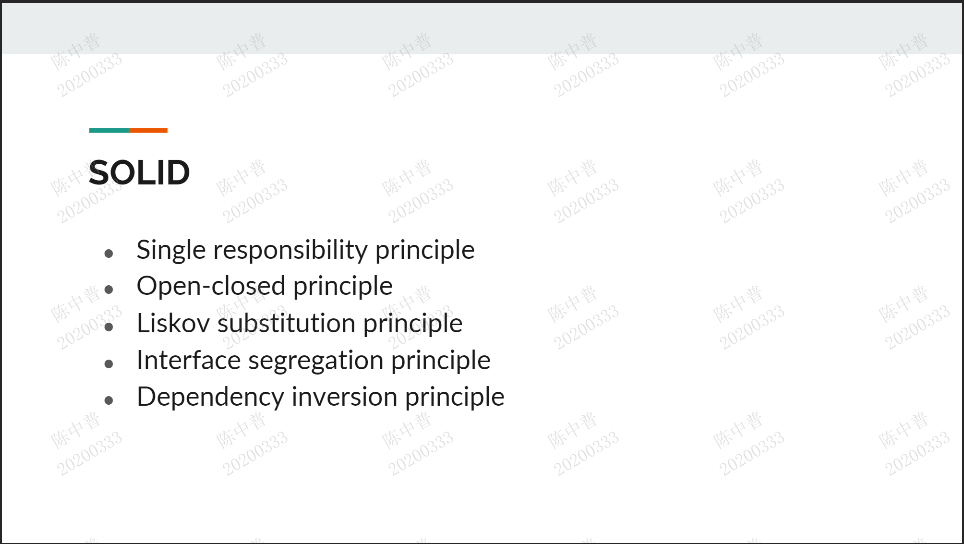 SOLID
Single responsibility principle
Open-closed principle
Liskov substitution principle
Interface segregation principle
Dependency inversion principle
陈中普
20200333